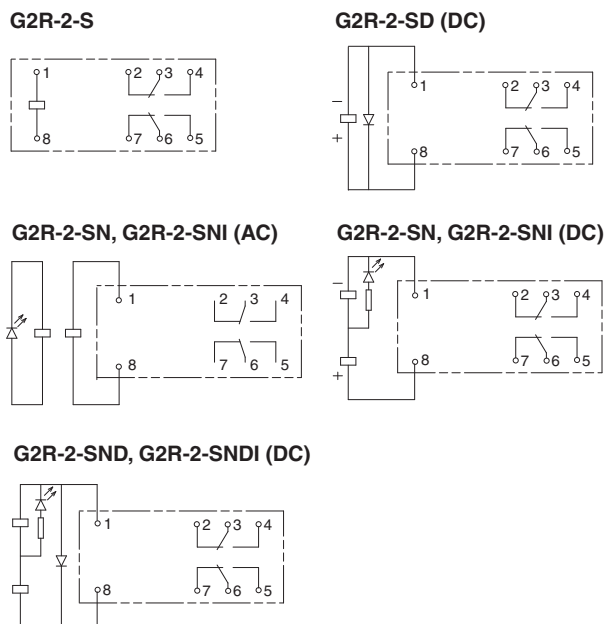 G2R-2-S
1 2 3 4
8 7 6 5
G2R-2-SD (DC)
−
+
1 2 3 4
8 7 6 5
G2R-2-SN, G2R-2-SNI (AC)
1 2 3 4
8 7 6 5
G2R-2-SN, G2R-2-SNI (DC)
−
+
1 2 3 4
8 7 6 5
G2R-2-SND, G2R-2-SNDI (DC)
1 2 3 4
8 7 6 5